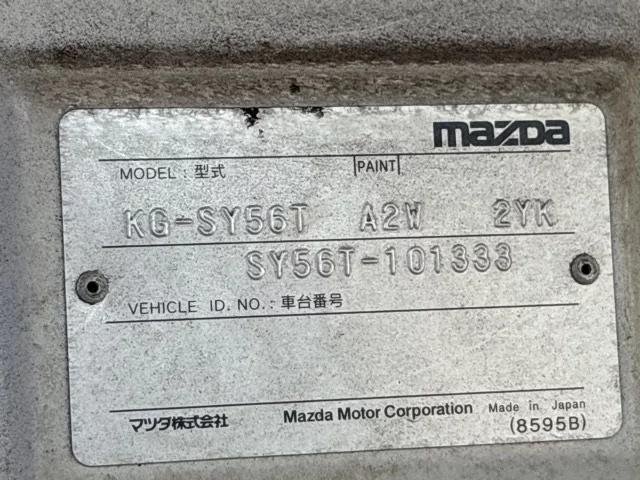 mazda
MODEL : 型式 PAINT
KG-SY56T A2W 2YK
SY56T-101333
VEHICLE ID. NO. : 車台番号
マツダ株式会社 Mazda Motor Corporation Made in Japan
(8595B)